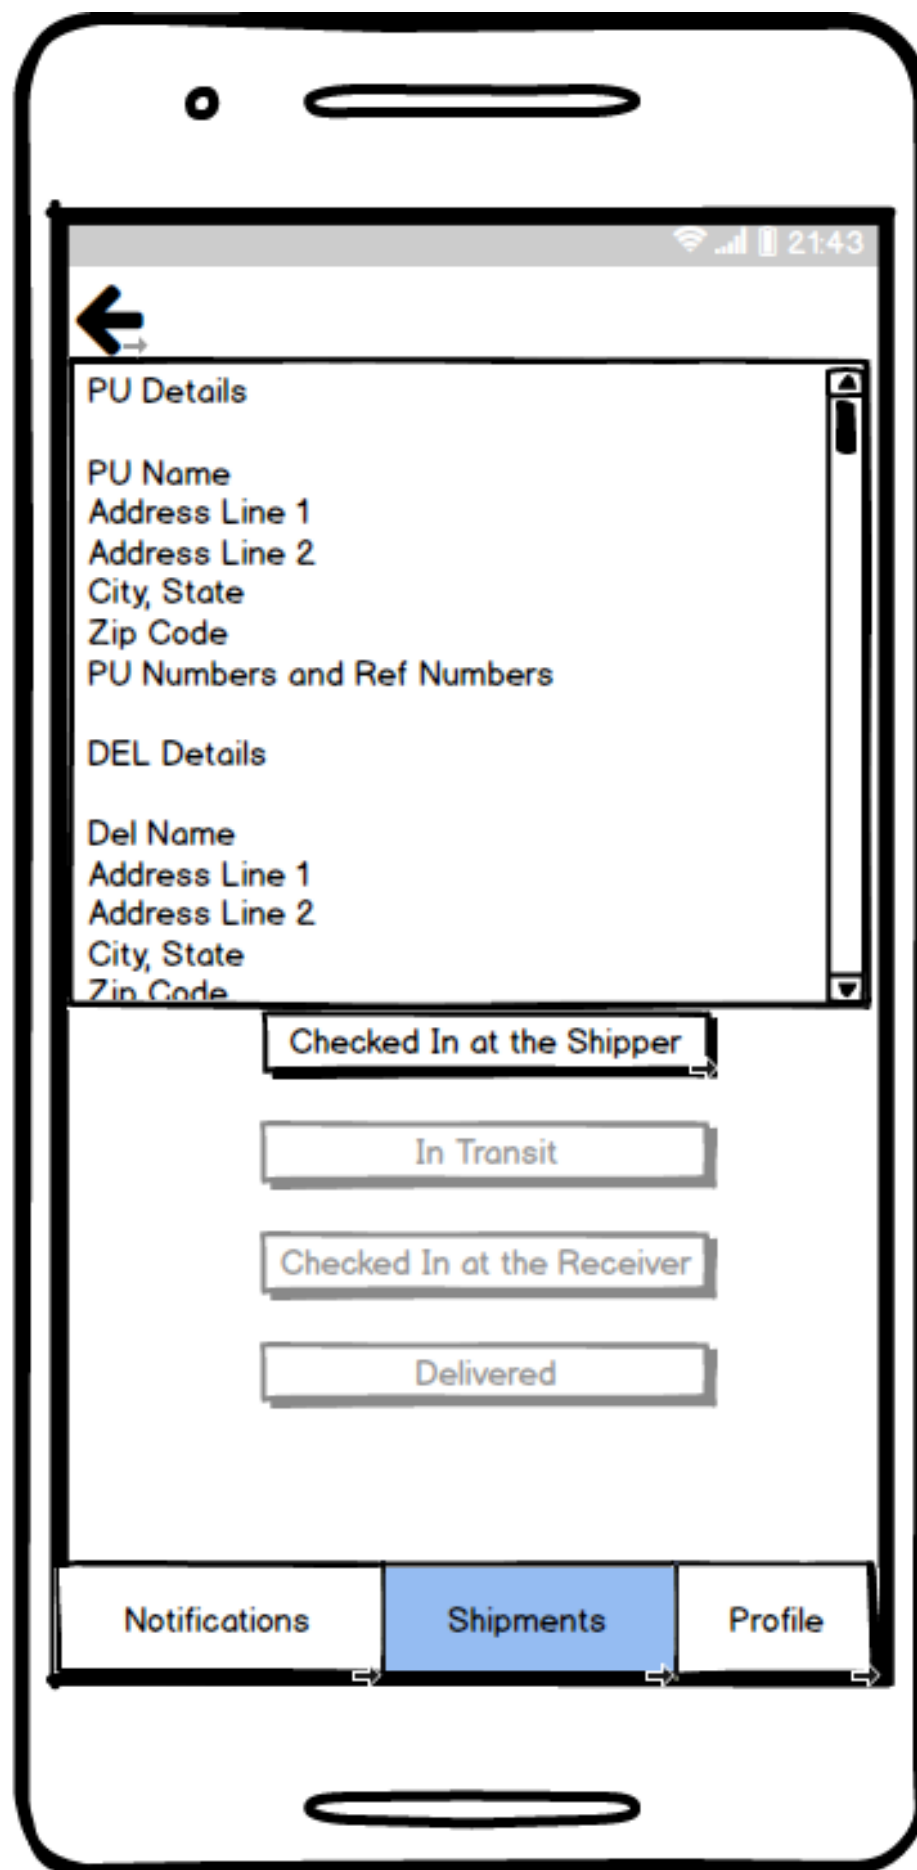 21:43
PU Details
PU Name
Address Line 1
Address Line 2
City, State
Zip Code
PU Numbers and Ref Numbers
DEL Details
Del Name
Address Line 1
Address Line 2
City, State
Zip Code
Checked In at the Shipper
In Transit
Checked In at the Receiver
Delivered
Notifications Shipments Profile